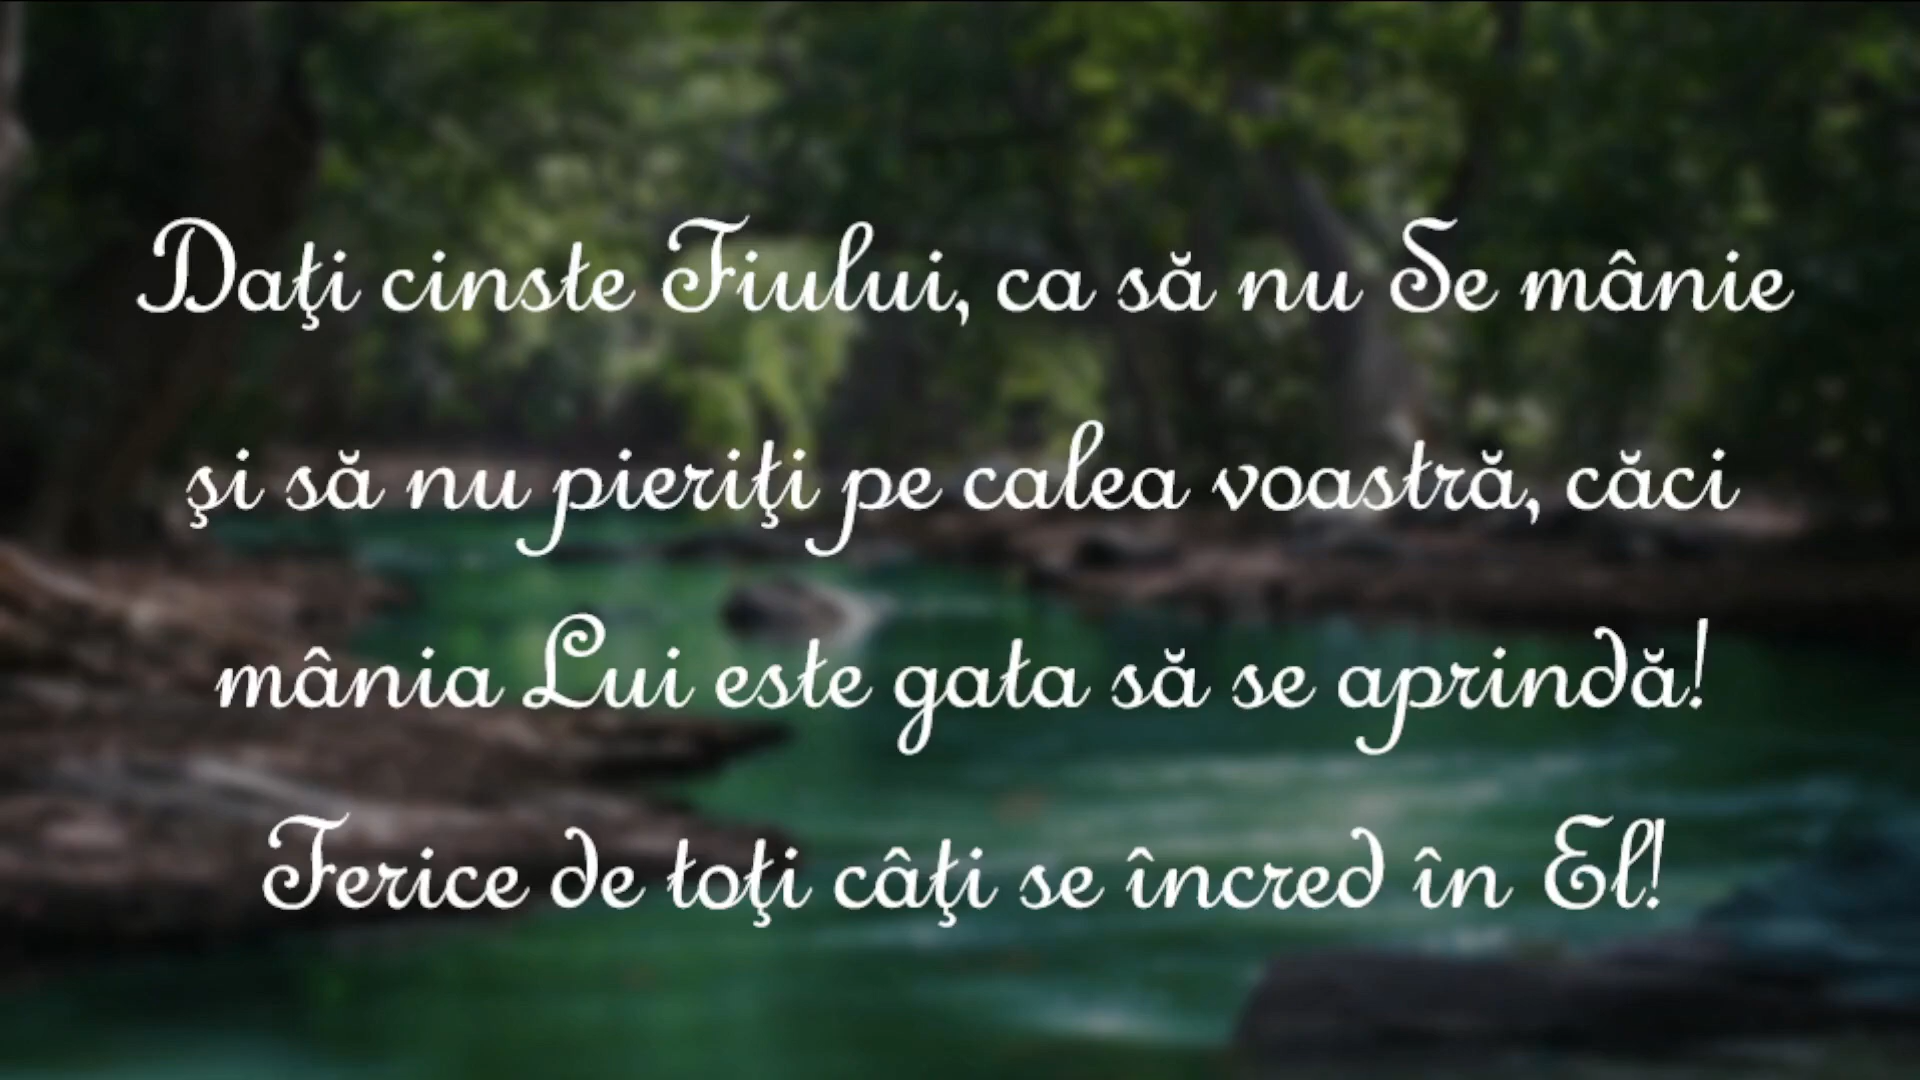 Daţi cinste Fiului, ca să nu Se mânie
şi să nu pieriţi pe calea voastră, căci
mânia Lui este gata să se aprindă!
Ferice de toţi câţi se încred în El!